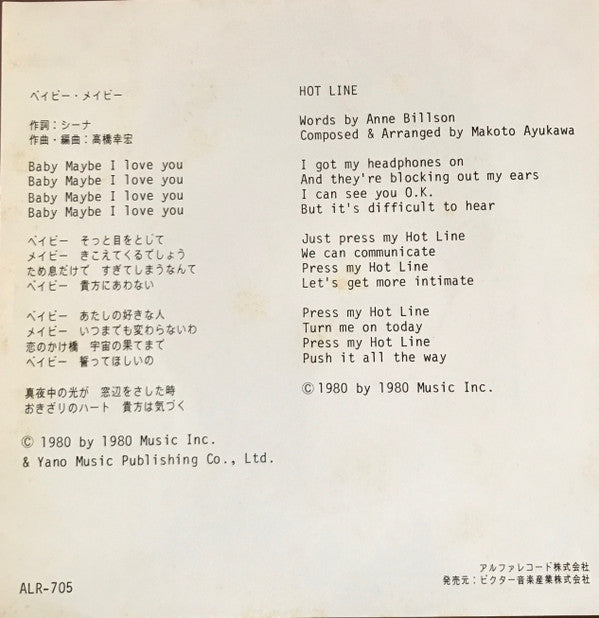 ベイビー・メイビー
作詞：シーナ
作曲・編曲：高橋幸宏
Baby Maybe I love you
Baby Maybe I love you
Baby Maybe I love you
Baby Maybe I love you
ベイビー　そっと目をとじて
メイビー　きこえてくるでしょう
ため息だけで　すぎてしまうなんて
ベイビー　貴方にあわない
ベイビー　あたしの好きな人
メイビー　いつまでも変わらないわ
恋のかけ橋　宇宙の果てまで
ベイビー　誓ってほしいの
真夜中の光が　窓辺をさした時
おきざりのハート　貴方は気づく
© 1980 by 1980 Music Inc.
& Yano Music Publishing Co., Ltd.
ALR-705
HOT LINE
Words by Anne Billson
Composed & Arranged by Makoto Ayukawa
I got my headphones on
And they're blocking out my ears
I can see you O.K.
But it's difficult to hear
Just press my Hot Line
We can communicate
Press my Hot Line
Let's get more intimate
Press my Hot Line
Turn me on today
Press my Hot Line
Push it all the way
© 1980 by 1980 Music Inc.
アルファレコード株式会社
発売元：ビクター音楽産業株式会社